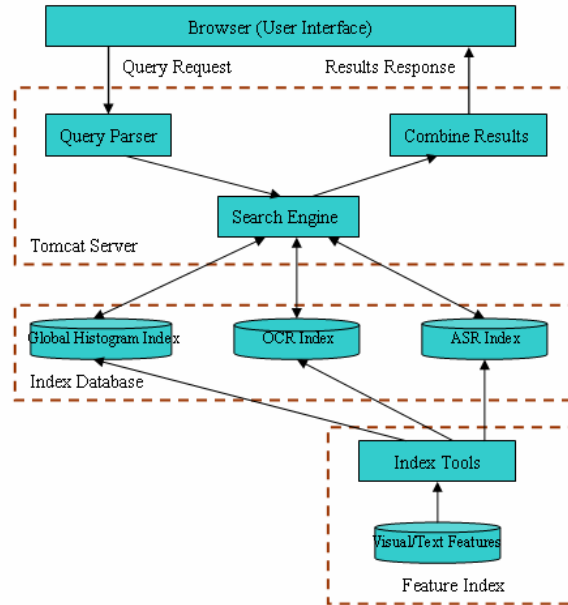 Browser (User Interface)
Query Request
Results Response
Query Parser
Combine Results
Search Engine
Tomcat Server
Global Histogram Index
OCR Index
ASR Index
Index Database
Index Tools
Visual/Text Features
Feature Index